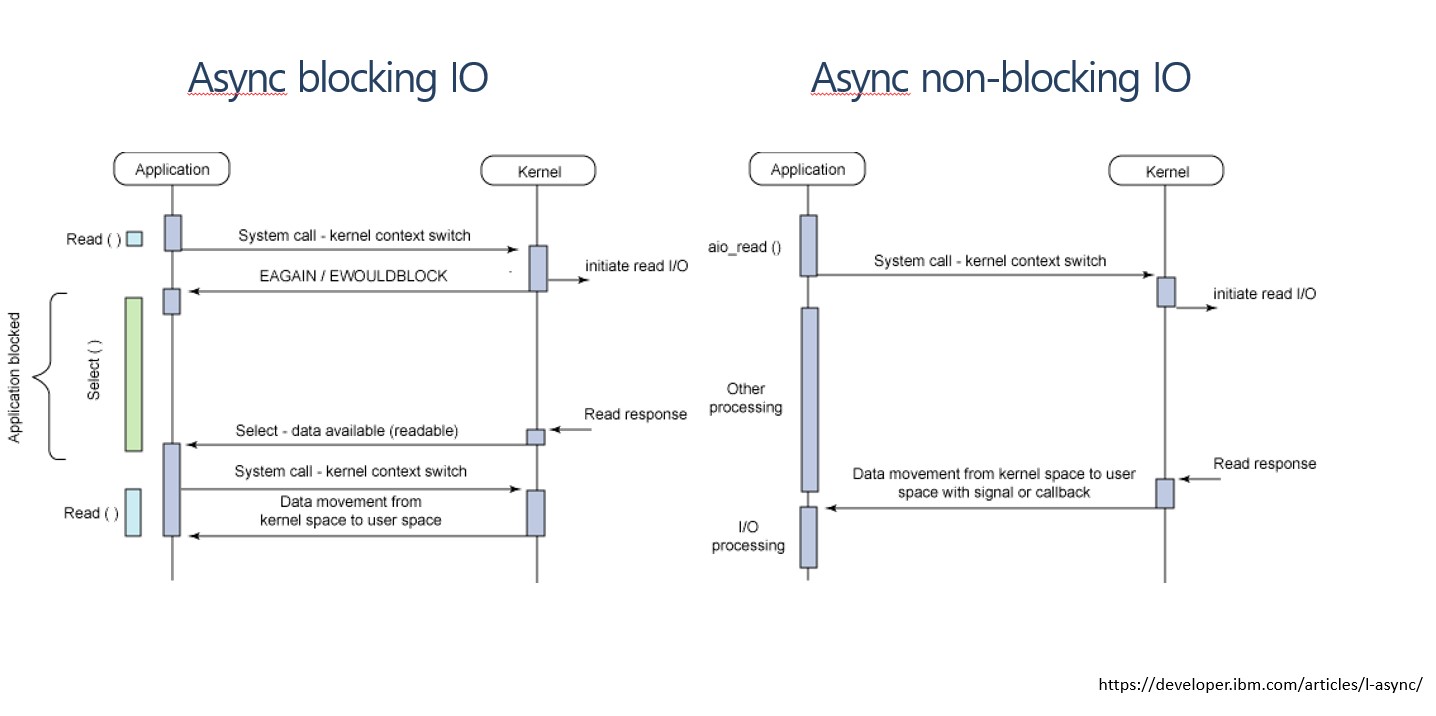 Async blocking IO
Async non-blocking IO
Application
Kernel
Read ( )
System call - kernel context switch
initiate read I/O
EAGAIN / EWOULDBLOCK
Application blocked
Select ( )
Read response
Select - data available (readable)
System call - kernel context switch
Read ( )
Data movement from
kernel space to user space
Application
Kernel
aio_read ()
System call - kernel context switch
initiate read I/O
Other
processing
Read response
Data movement from kernel space to user
space with signal or callback
I/O
processing
https://developer.ibm.com/articles/l-async/